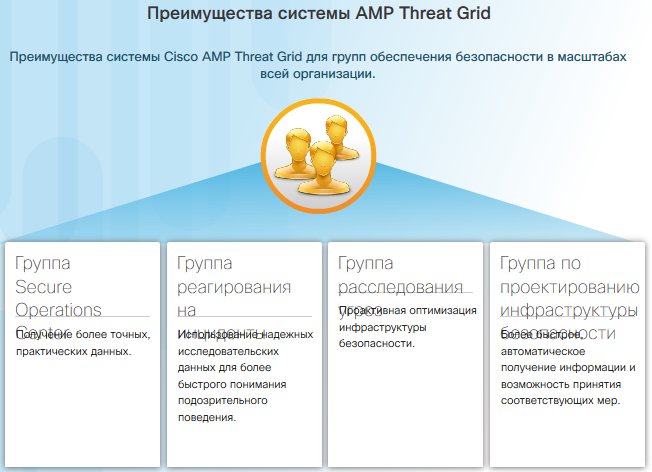 Преимущества системы AMP Threat Grid
Преимущества системы Cisco AMP Threat Grid для групп обеспечения безопасности в масштабах
всей организации.
Группа
Secure
Operations
Center
Получение более точных,
практических данных.
Группа
реагирования
на
инциденты
Использование надежных
исследовательских
данных для более
быстрого понимания
подозрительного
поведения.
Группа
расследования
угроз
Проактивная оптимизация
инфраструктуры
безопасности.
Группа по
проектированию
инфраструктуры
безопасности
Более быстрое,
автоматическое
получение информации и
возможность принятия
соответствующих мер.